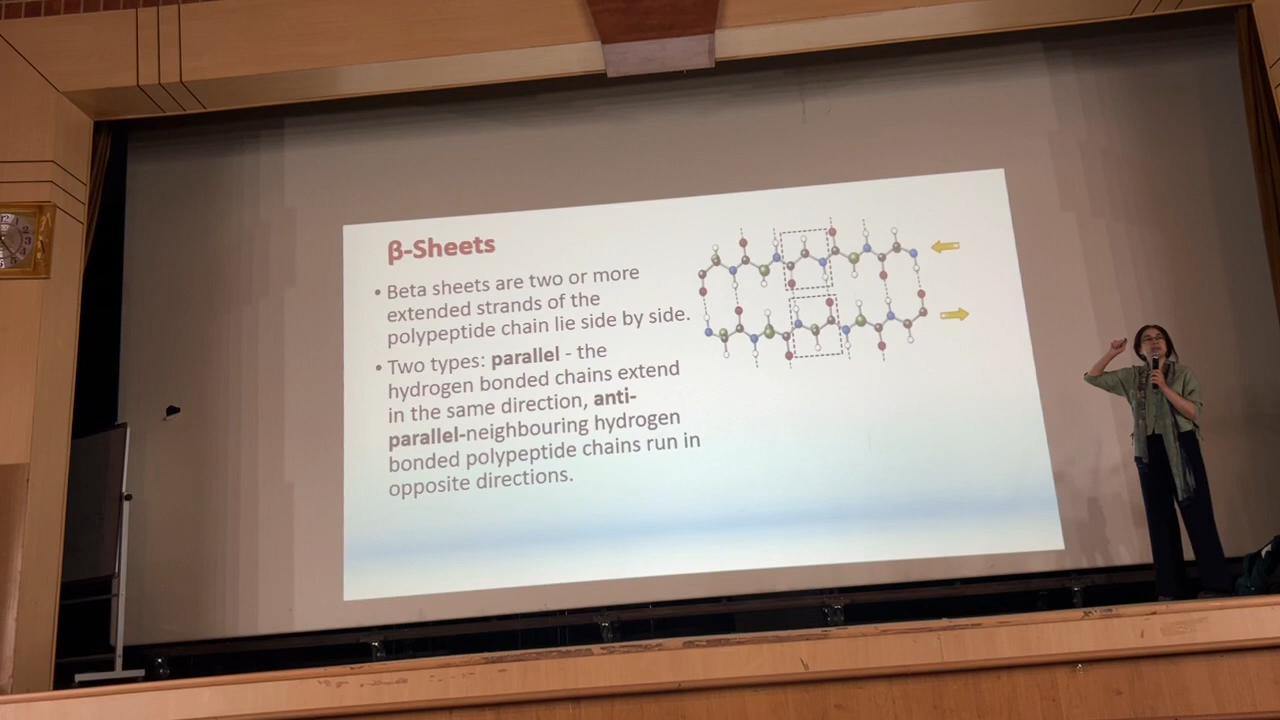 β-Sheets
• Beta sheets are two or more
extended strands of the
polypeptide chain lie side by side.
• Two types: parallel - the
hydrogen bonded chains extend
in the same direction, anti-
parallel-neighbouring hydrogen
bonded polypeptide chains run in
opposite directions.